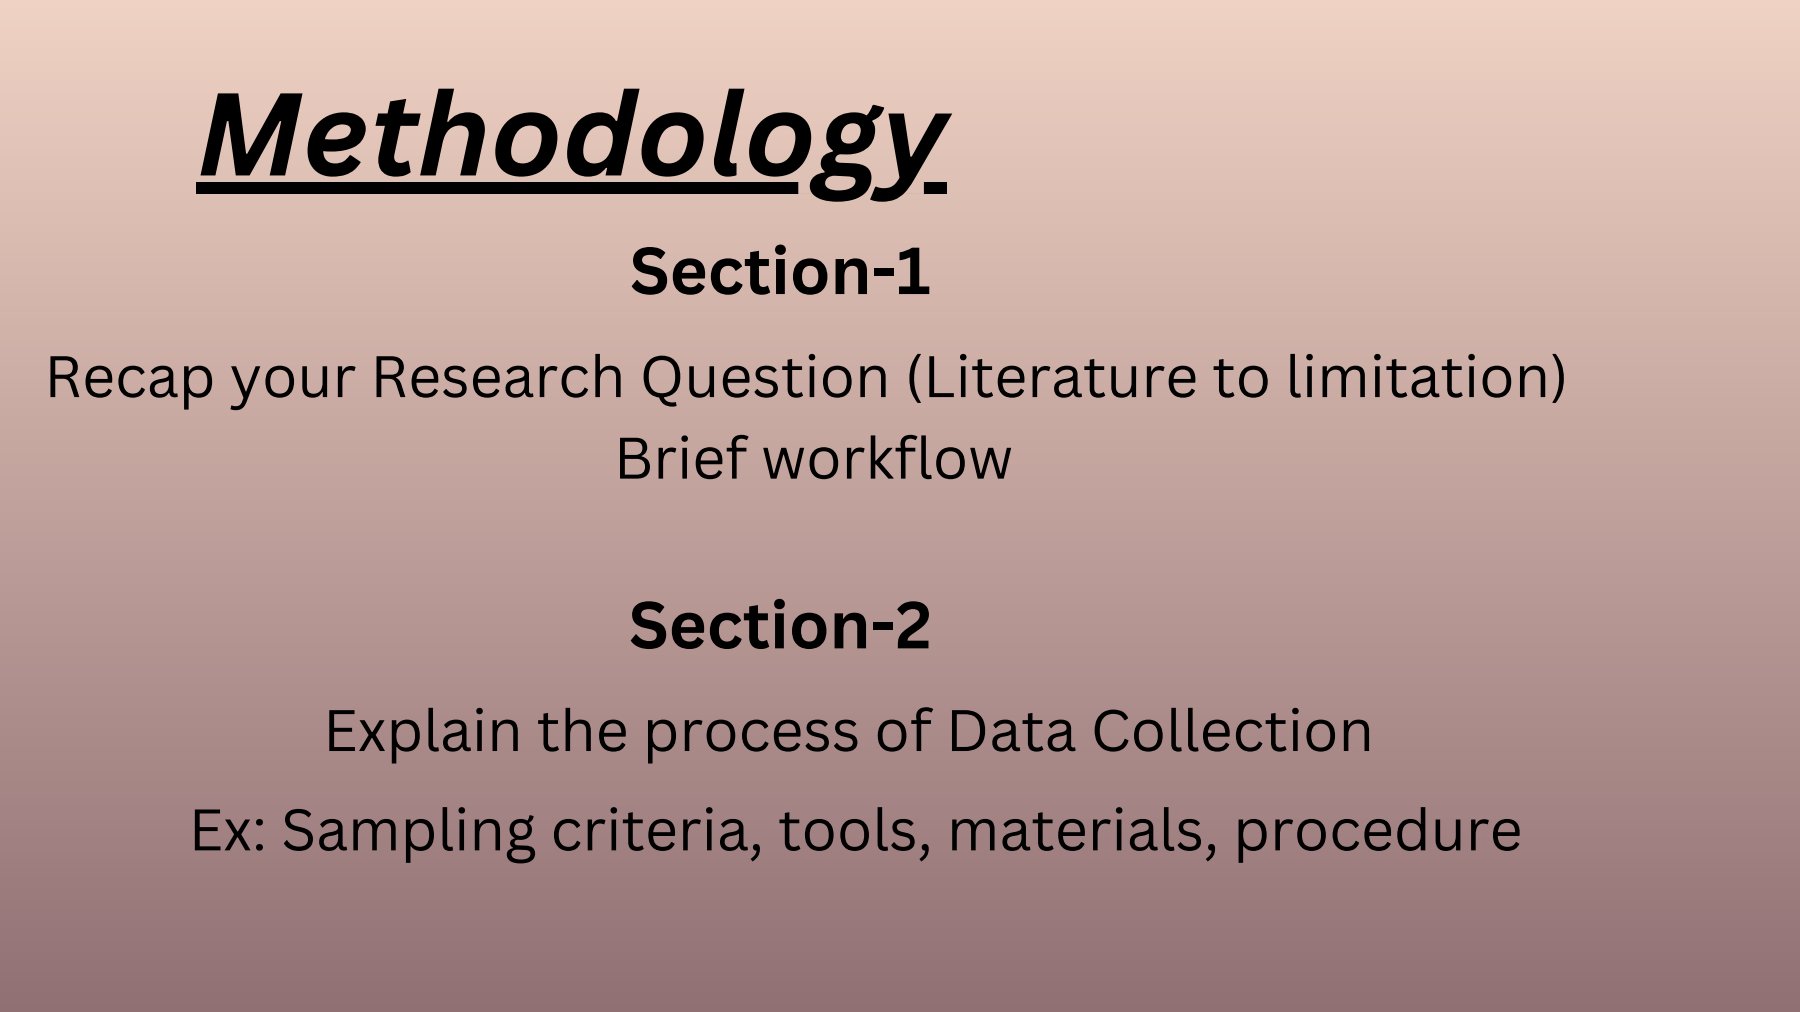 Methodology
Section-1
Recap your Research Question (Literature to limitation)
Brief workflow
Section-2
Explain the process of Data Collection
Ex: Sampling criteria, tools, materials, procedure